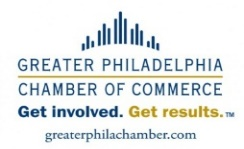 GREATER PHILADELPHIA
CHAMBER OF COMMERCE
Get involved. Get results.™
greaterphilachamber.com